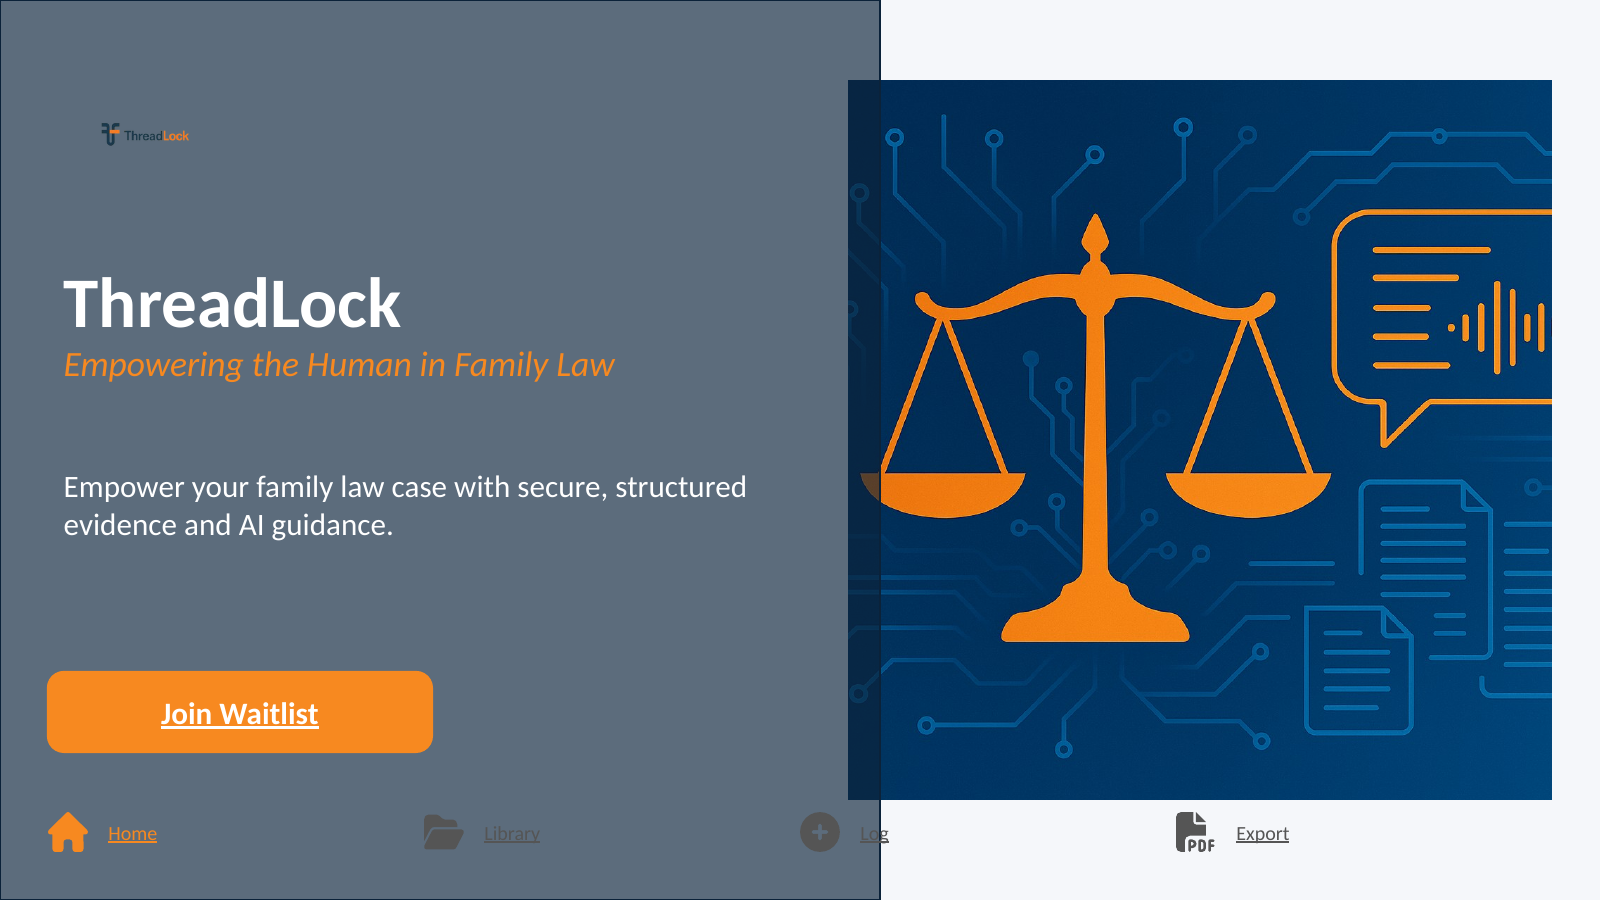 ThreadLock
ThreadLock
Empowering the Human in Family Law
Empower your family law case with secure, structured
evidence and AI guidance.
Join Waitlist
Home
Library
Log
PDF
Export